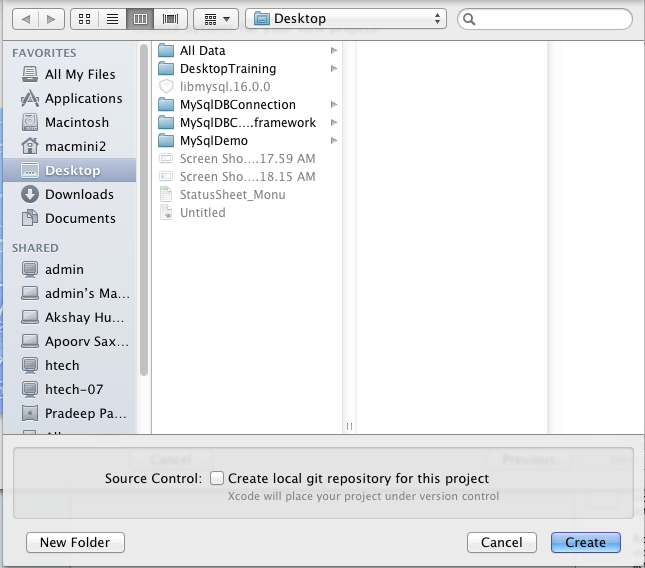 Desktop
FAVORITES
All My Files
Applications
Macintosh
macmini2
Desktop
Downloads
Documents
SHARED
admin
admin's Ma...
Akshay Hu...
Apoorv Sax...
htech
htech-07
Pradeep Pa...
All Data
DesktopTraining
libmysql.16.0.0
MySqlDBConnection
MySqlDBC....framework
MySqlDemo
Screen Sho....17.59 AM
Screen Sho....18.15 AM
StatusSheet_Monu
Untitled
Cancel
Previous
Source Control: Create local git repository for this project
Xcode will place your project under version control
New Folder
Cancel
Create